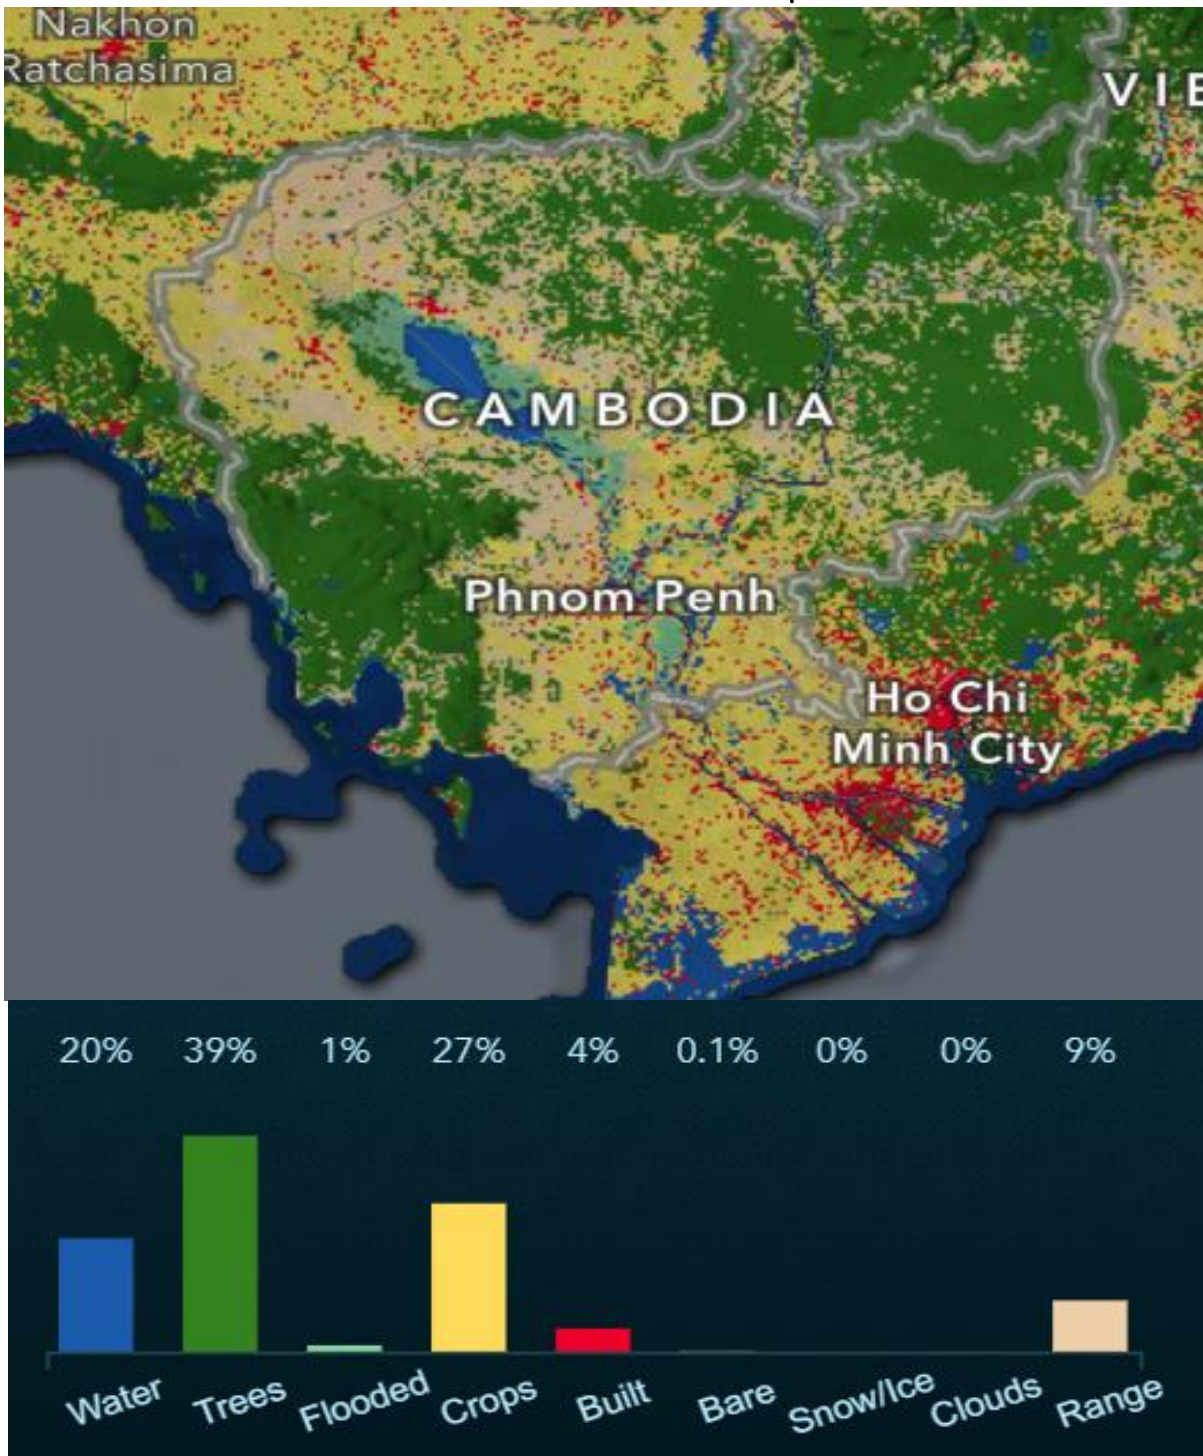 Nakhon
Ratchasima
VIE
CAMBODIA
Phnom Penh
Ho Chi
Minh City
20% 39% 1% 27% 4% 0.1% 0% 0% 9%
Water Trees Flooded Crops Built Bare Snow/Ice Clouds Range